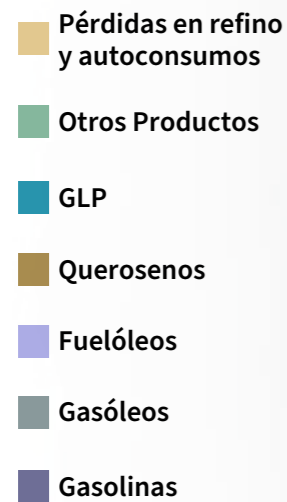 Pérdidas en refino
y autoconsumos
Otros Productos
GLP
Querosenos
Fuelóleos
Gasóleos
Gasolinas